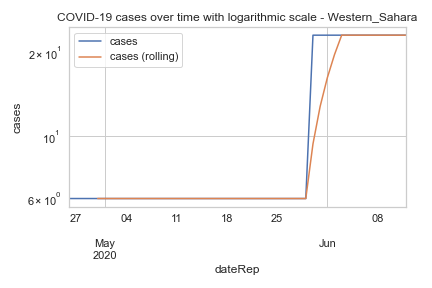 COVID-19 cases over time with logarithmic scale - Western_Sahara
cases
cases (rolling)
cases
2 × 10¹
10¹
6 × 10⁰
27 04 11 18 25 08
May Jun
2020
dateRep